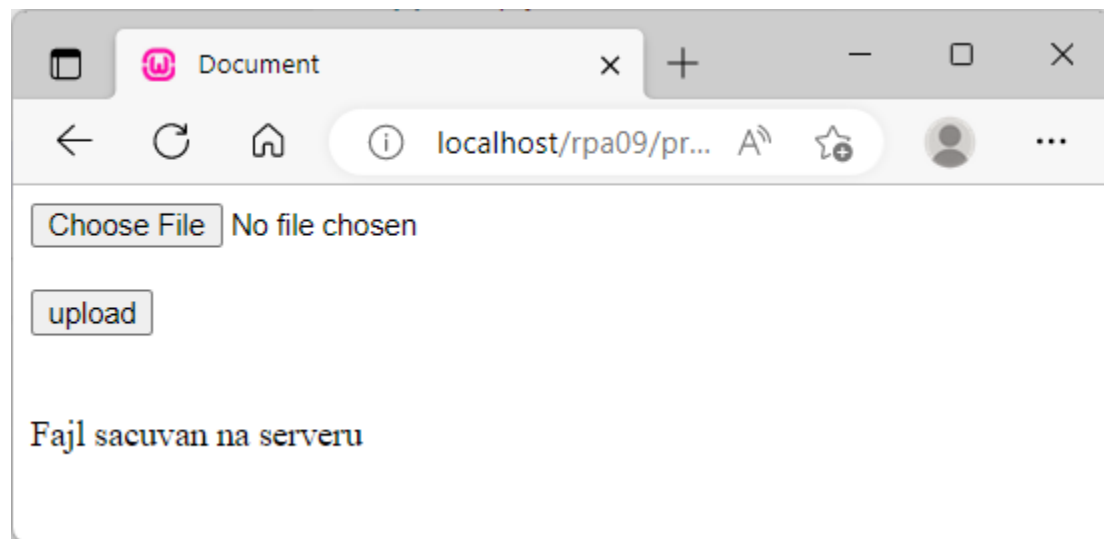 Document
localhost/rpa09/pr...
Choose File No file chosen
upload
Fajl sacuvan na serveru